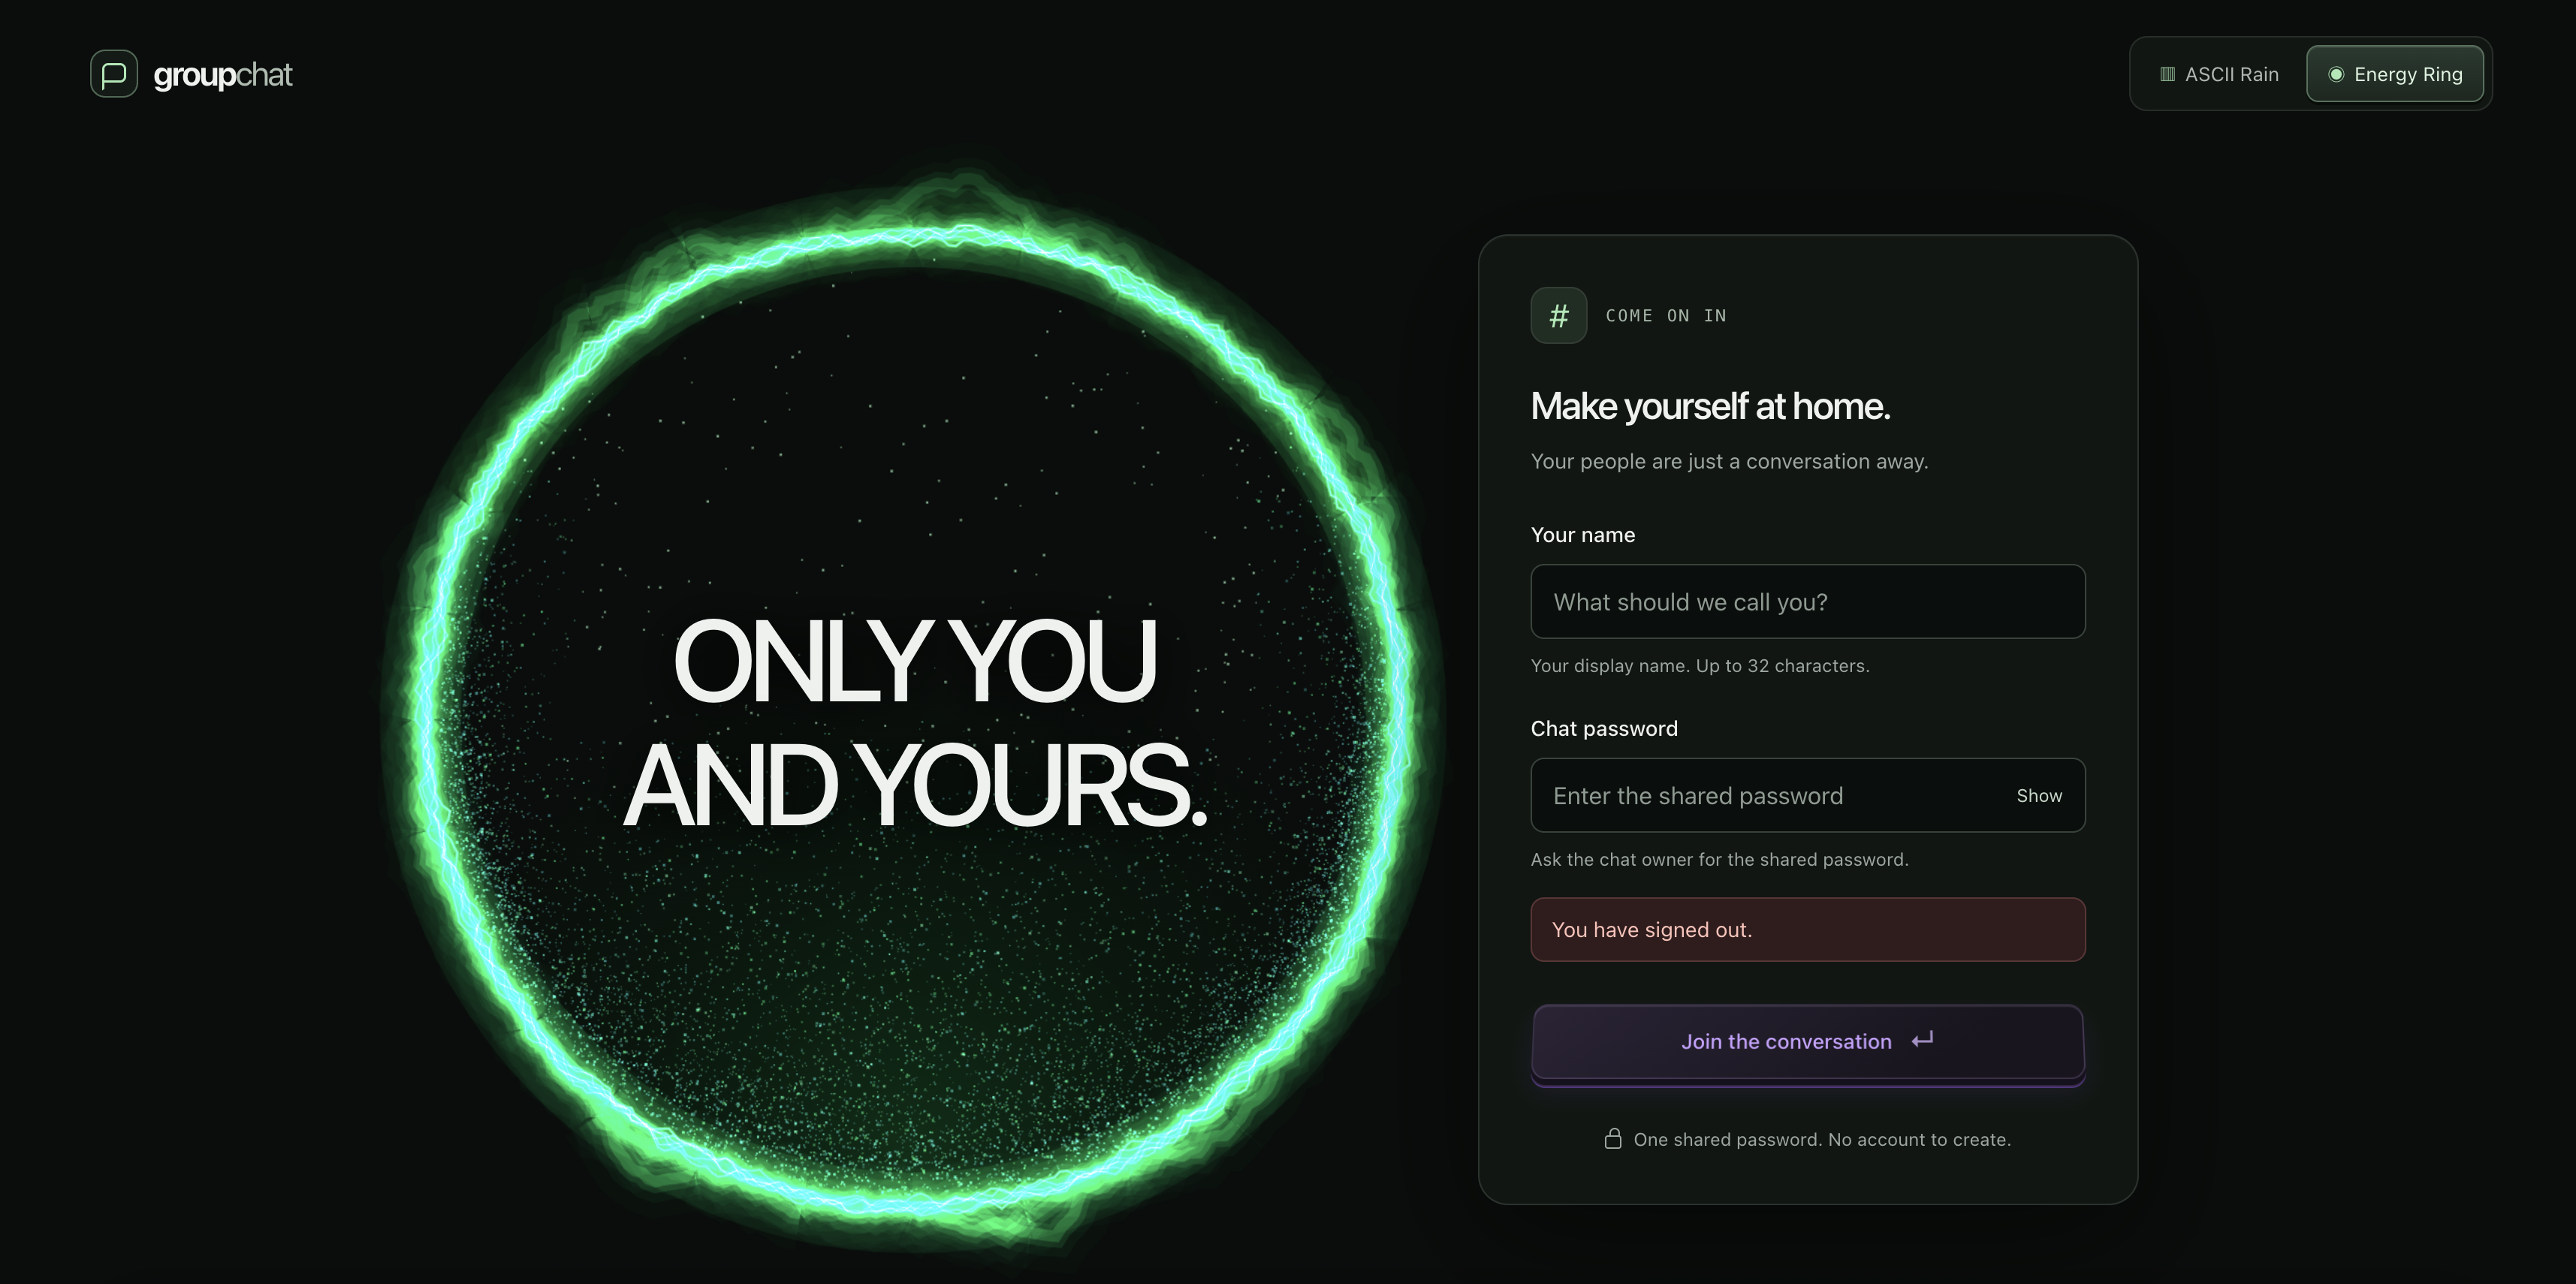 groupchat
ASCII Rain
Energy Ring
ONLY YOU
AND YOURS.
#
COME ON IN
Make yourself at home.
Your people are just a conversation away.
Your name
What should we call you?
Your display name. Up to 32 characters.
Chat password
Enter the shared password
Show
Ask the chat owner for the shared password.
You have signed out.
Join the conversation
One shared password. No account to create.